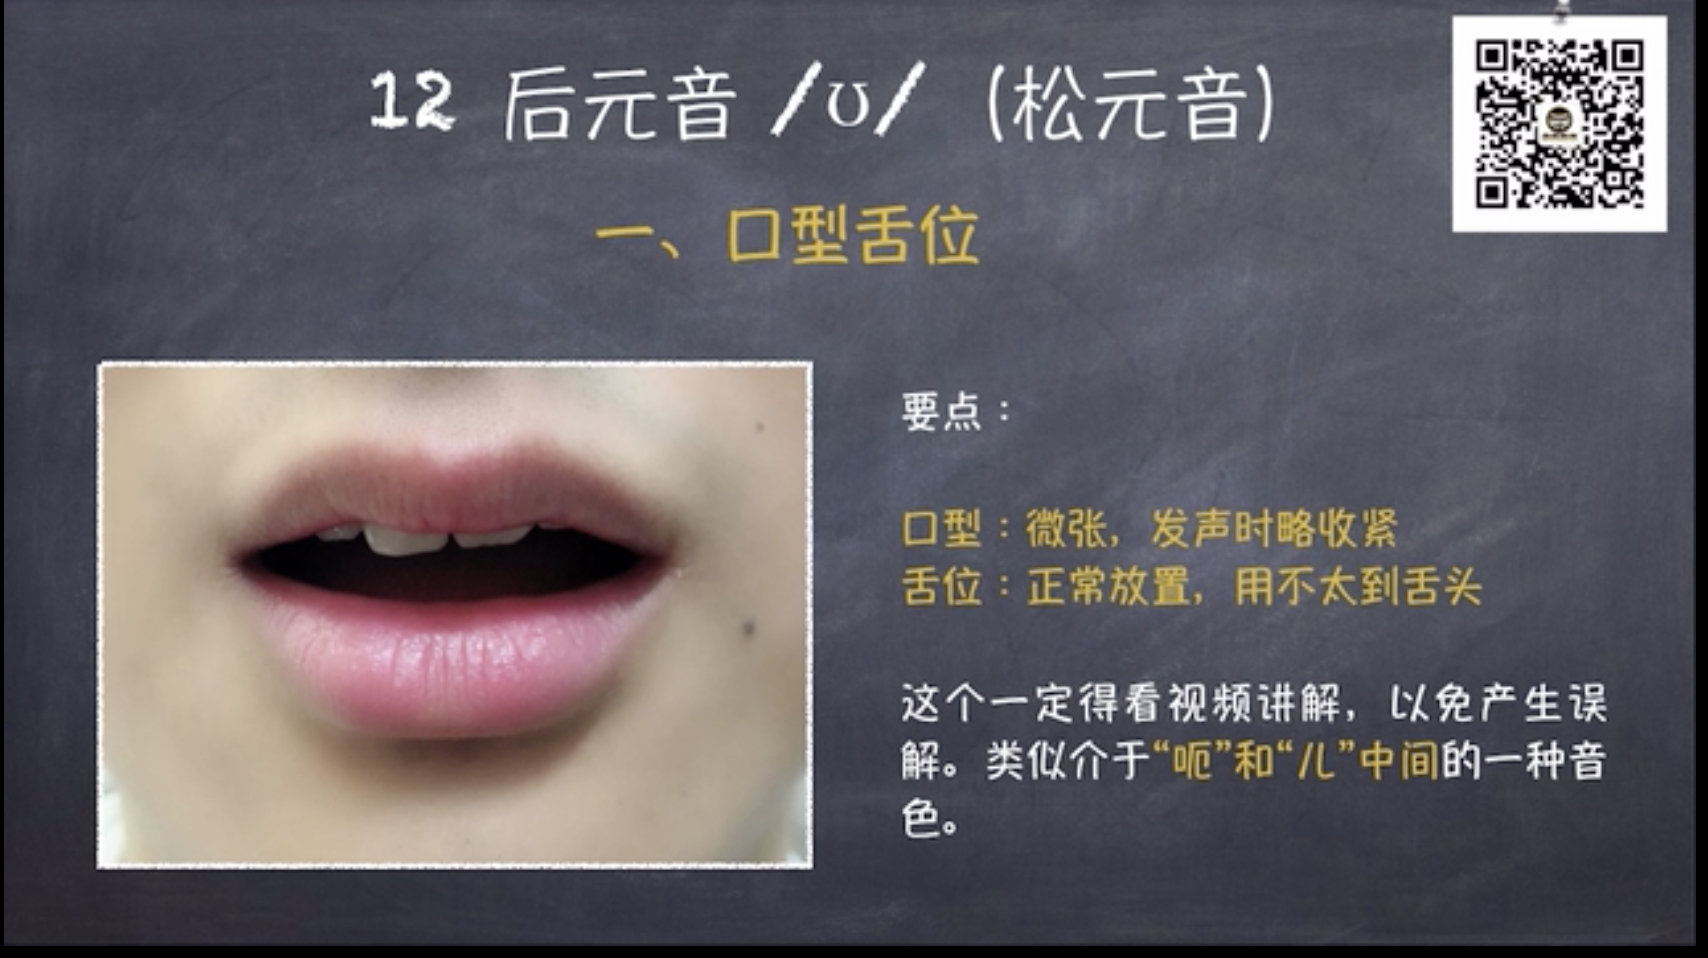 12 后元音 /ʊ/ (松元音)
一、口型舌位
要点：
口型：微张，发声时略收紧
舌位：正常放置，用不太到舌头
这个一定得看视频讲解，以免产生误
解。类似介于“呃”和“儿”中间的一种音
色。